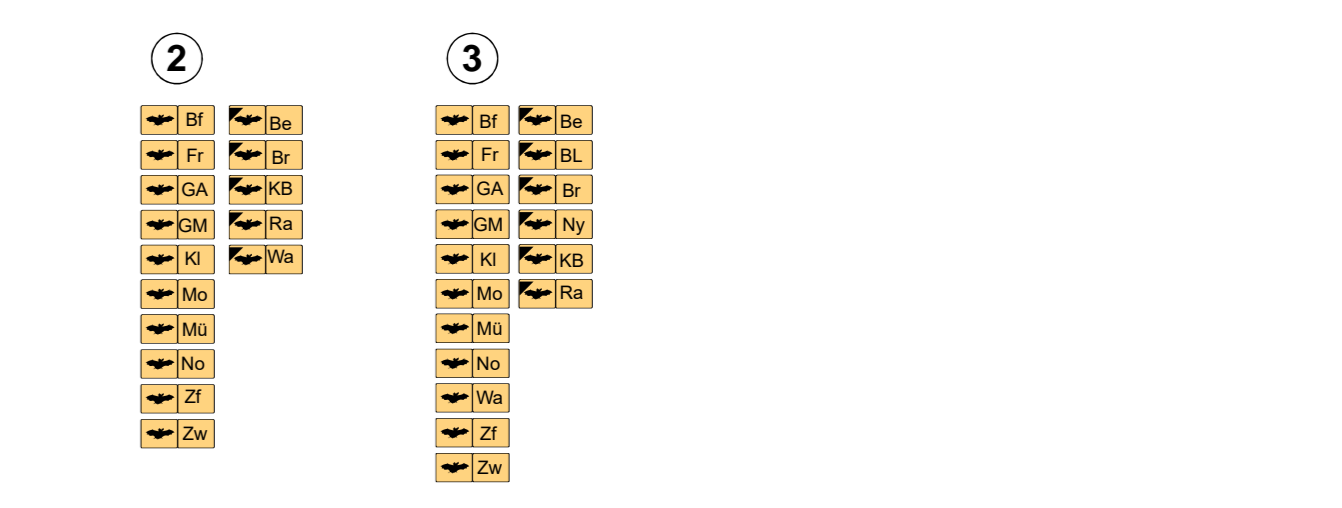 2
Bf
Fr
GA
GM
Kl
Mo
Mü
No
Zf
Zw
Be
Br
KB
Ra
Wa
3
Bf
Fr
GA
GM
Kl
Mo
Mü
No
Wa
Zf
Zw
Be
BL
Br
Ny
KB
Ra